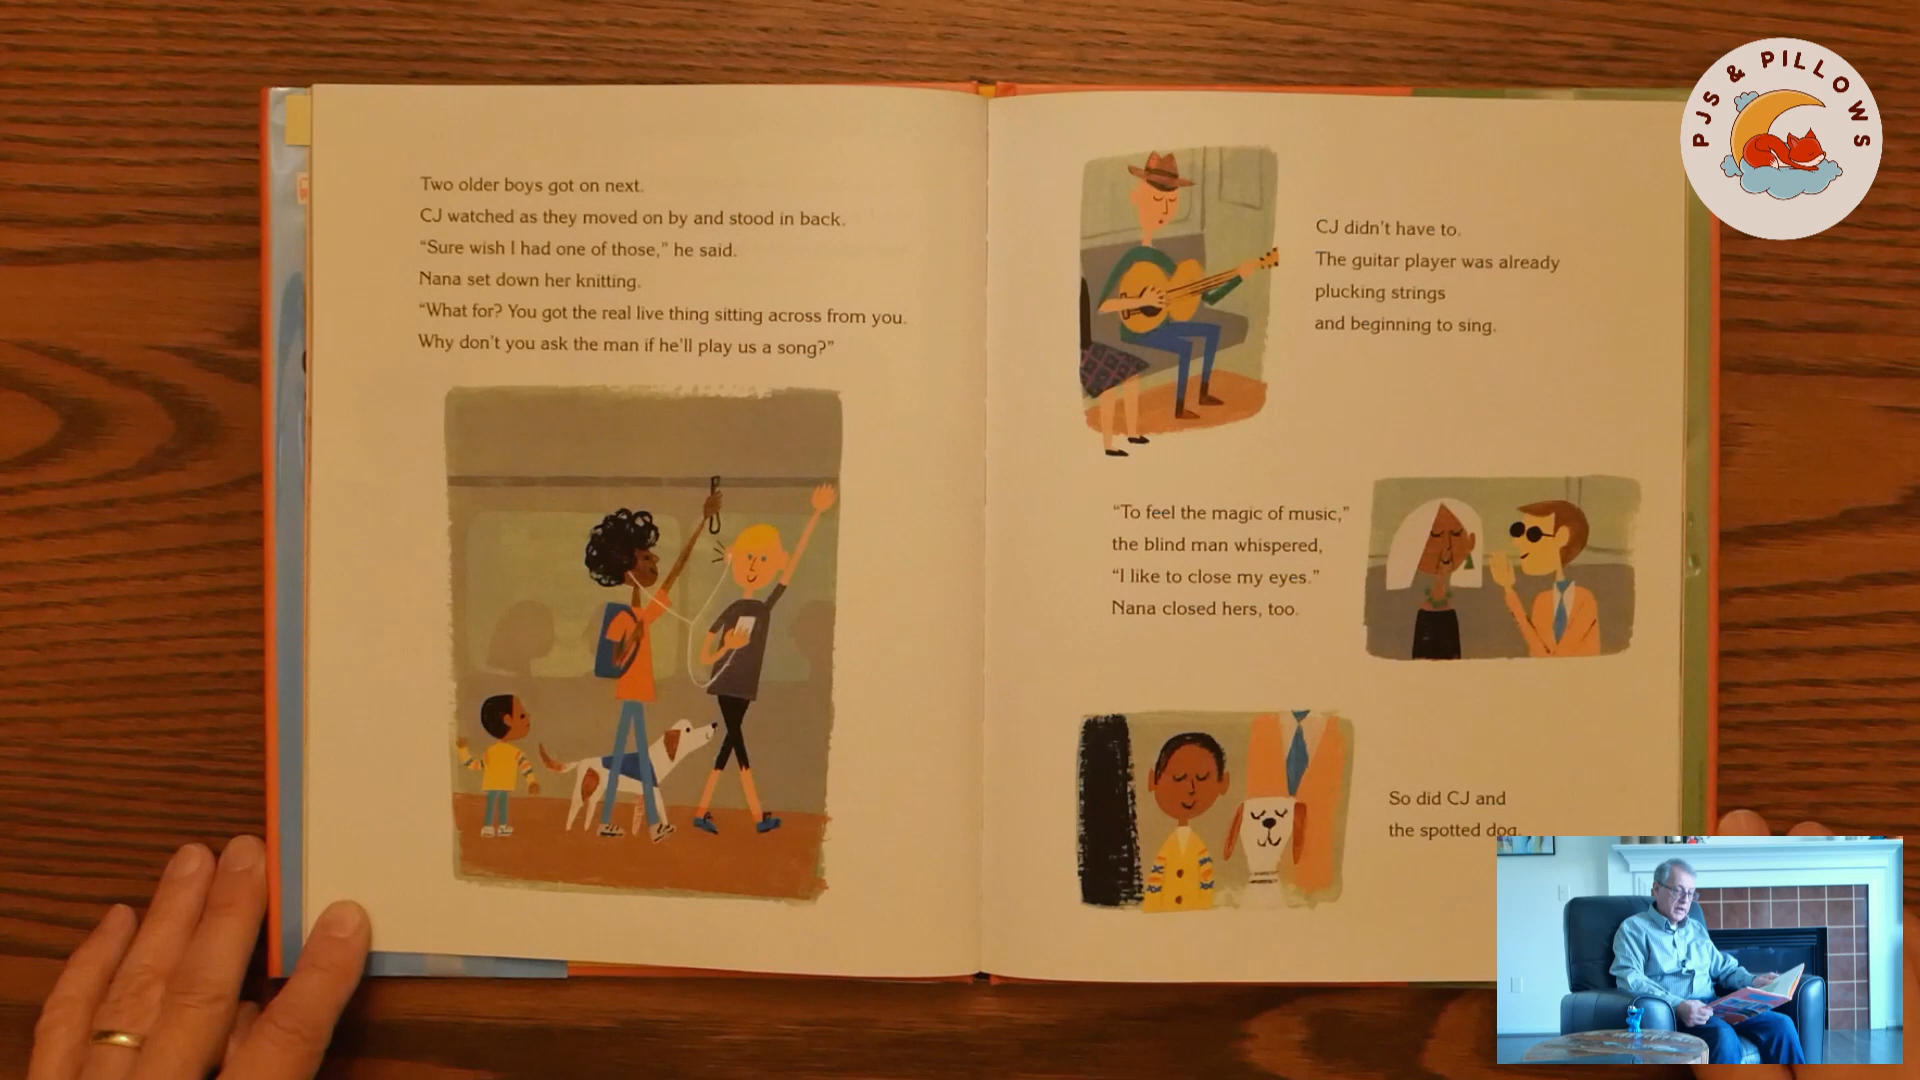 Two older boys got on next.
CJ watched as they moved on by and stood in back.
“Sure wish I had one of those,” he said.
Nana set down her knitting.
“What for? You got the real live thing sitting across from you.
Why don’t you ask the man if he’ll play us a song?”
CJ didn’t have to.
The guitar player was already
plucking strings
and beginning to sing.
“To feel the magic of music,”
the blind man whispered,
“I like to close my eyes.”
Nana closed hers, too.
So did CJ and
the spotted dog.
PJS & PILLOWS